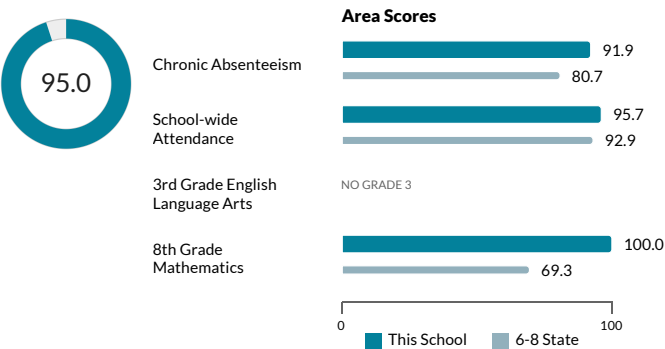 Area Scores
95.0
Chronic Absenteeism
91.9
80.7
School-wide
Attendance
95.7
92.9
3rd Grade English
Language Arts
NO GRADE 3
8th Grade
Mathematics
100.0
69.3
0
100
This School
6-8 State